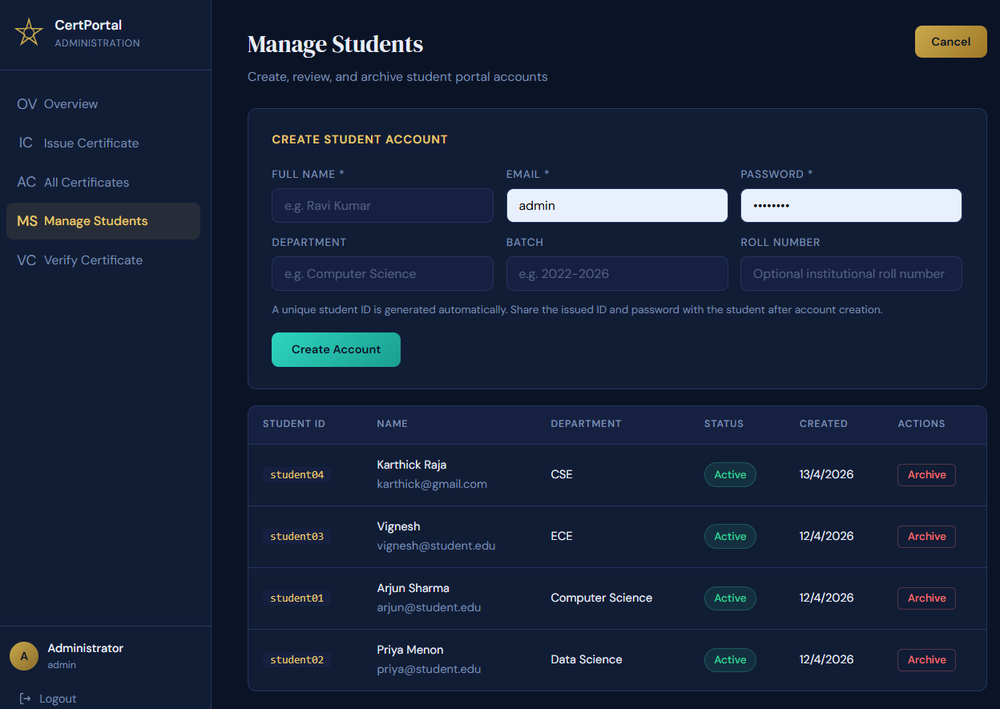 CertPortal
ADMINISTRATION
OV Overview
IC Issue Certificate
AC All Certificates
MS Manage Students
VC Verify Certificate
A
Administrator
admin
Logout
Manage Students
Cancel
Create, review, and archive student portal accounts
CREATE STUDENT ACCOUNT
FULL NAME * EMAIL * PASSWORD *
e.g. Ravi Kumar admin ••••••••
DEPARTMENT BATCH ROLL NUMBER
e.g. Computer Science e.g. 2022-2026 Optional institutional roll number
A unique student ID is generated automatically. Share the issued ID and password with the student after account creation.
Create Account
STUDENT ID NAME DEPARTMENT STATUS CREATED ACTIONS
student04 Karthick Raja CSE Active 13/4/2026 Archive
karthick@gmail.com
student03 Vignesh ECE Active 12/4/2026 Archive
vignesh@student.edu
student01 Arjun Sharma Computer Science Active 12/4/2026 Archive
arjun@student.edu
student02 Priya Menon Data Science Active 12/4/2026 Archive
priya@student.edu